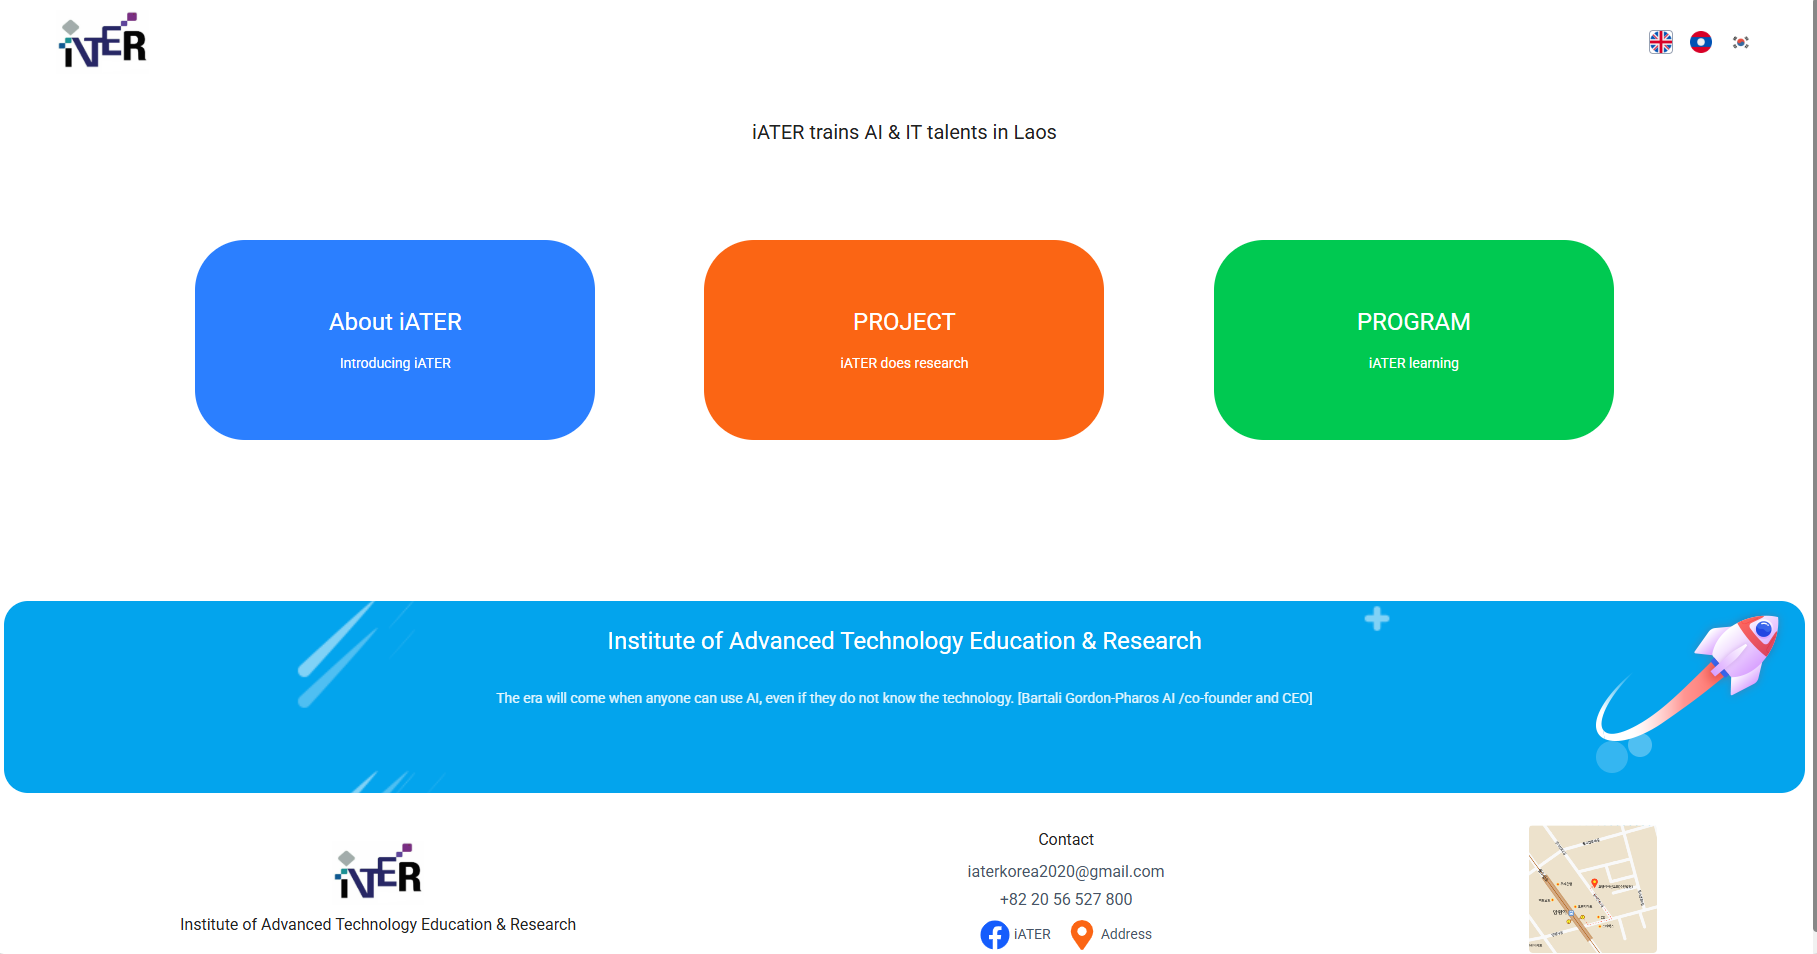 iATER
iATER trains AI & IT talents in Laos
About iATER
Introducing iATER
PROJECT
iATER does research
PROGRAM
iATER learning
Institute of Advanced Technology Education & Research
The era will come when anyone can use AI, even if they do not know the technology. [Bartali Gordon-Pharos AI /co-founder and CEO]
iATER
Institute of Advanced Technology Education & Research
Contact
iaterkorea2020@gmail.com
+82 20 56 527 800
iATER
Address